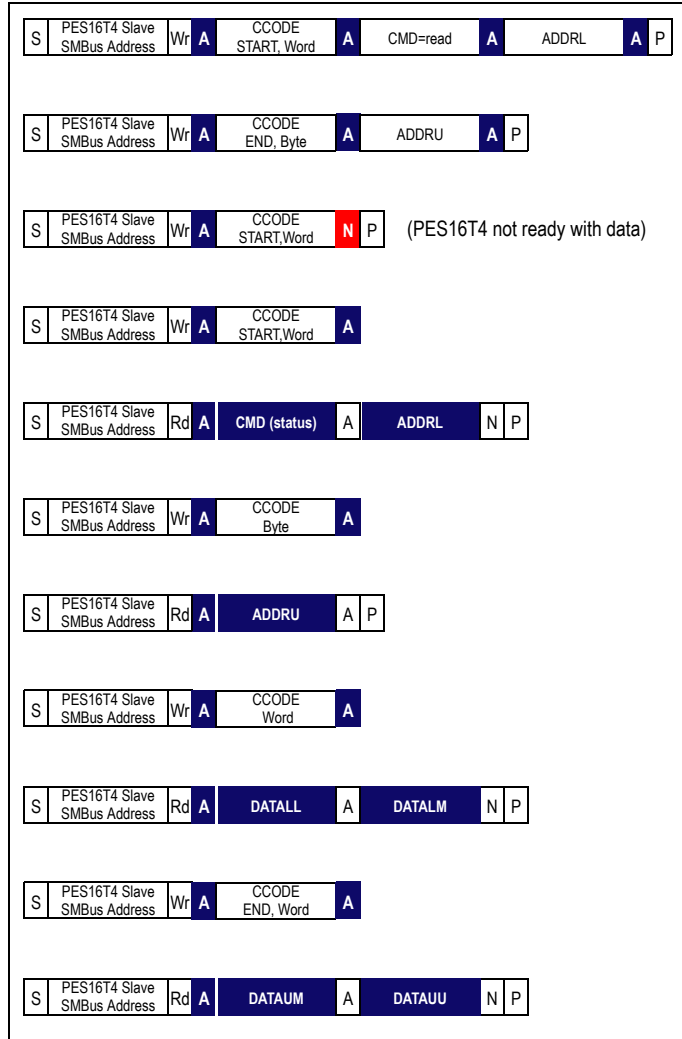 S PES16T4 Slave SMBus Address Wr A CCODE START, Word A CMD=read A ADDRL A P
S PES16T4 Slave SMBus Address Wr A CCODE END, Byte A ADDRU A P
S PES16T4 Slave SMBus Address Wr A CCODE START,Word N P (PES16T4 not ready with data)
S PES16T4 Slave SMBus Address Wr A CCODE START,Word A
S PES16T4 Slave SMBus Address Rd A CMD (status) A ADDRL N P
S PES16T4 Slave SMBus Address Wr A CCODE Byte A
S PES16T4 Slave SMBus Address Rd A ADDRU A P
S PES16T4 Slave SMBus Address Wr A CCODE Word A
S PES16T4 Slave SMBus Address Rd A DATALL A DATALM N P
S PES16T4 Slave SMBus Address Wr A CCODE END, Word A
S PES16T4 Slave SMBus Address Rd A DATAUM A DATAUU N P